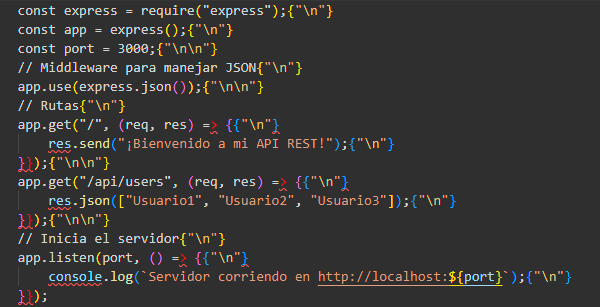 const express = require("express");{"\n"}
const app = express();{"\n"}
const port = 3000;{"\n\n"}
// Middleware para manejar JSON{"\n"}
app.use(express.json());{"\n\n"}
// Rutas{"\n"}
app.get("/", (req, res) => {{"\n"}
    res.send("¡Bienvenido a mi API REST!");{"\n"}
}});{"\n\n"}
app.get("/api/users", (req, res) => {{"\n"}
    res.json(["Usuario1", "Usuario2", "Usuario3"]);{"\n"}
}});{"\n\n"}
// Inicia el servidor{"\n"}
app.listen(port, () => {{"\n"}
    console.log(`Servidor corriendo en http://localhost:${port}`);{"\n"}
}});